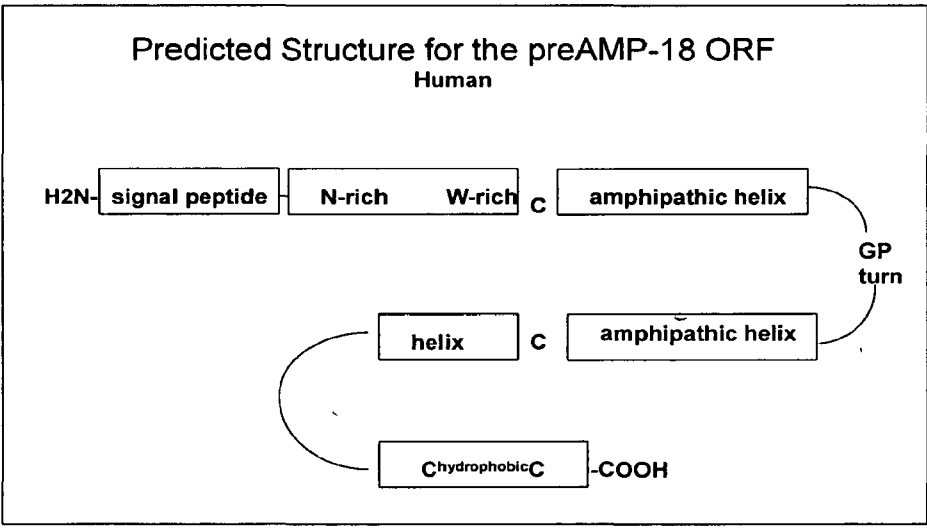 Predicted Structure for the preAMP-18 ORF
Human
H2N- signal peptide N-rich W-rich C amphipathic helix
GP
turn
helix C amphipathic helix
ChydrophobicC -COOH